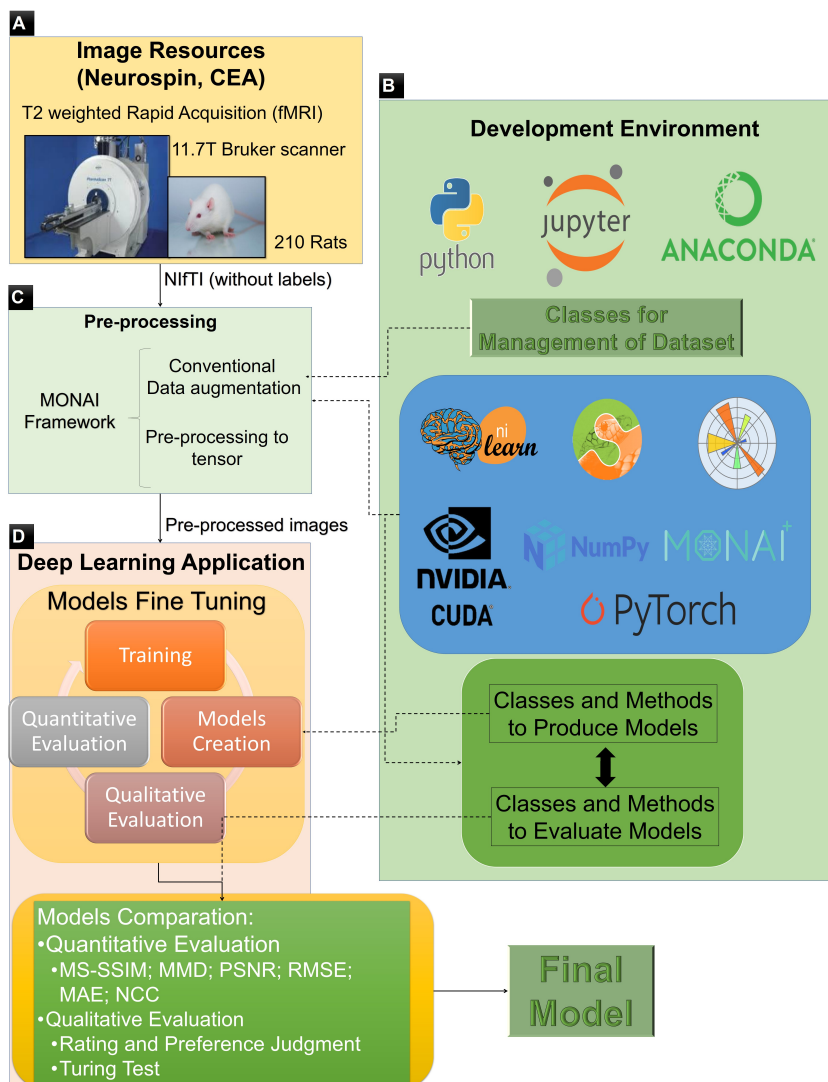 A
Image Resources
(Neurospin, CEA)
T2 weighted Rapid Acquisition (fMRI)
11.7T Bruker scanner
210 Rats
NIfTI (without labels)
B
Development Environment
python
jupyter
ANACONDA
Classes for
Management of Dataset
ni
learn
NVIDIA
CUDA
NumPy
MONAI
PyTorch
Classes and Methods
to Produce Models
Classes and Methods
to Evaluate Models
C
Pre-processing
MONAI
Framework
Conventional
Data augmentation
Pre-processing to
tensor
Pre-processed images
D
Deep Learning Application
Models Fine Tuning
Training
Quantitative
Evaluation
Models
Creation
Qualitative
Evaluation
Models Comparation:
•Quantitative Evaluation
•MS-SSIM; MMD; PSNR; RMSE;
MAE; NCC
•Qualitative Evaluation
•Rating and Preference Judgment
•Turing Test
Final
Model